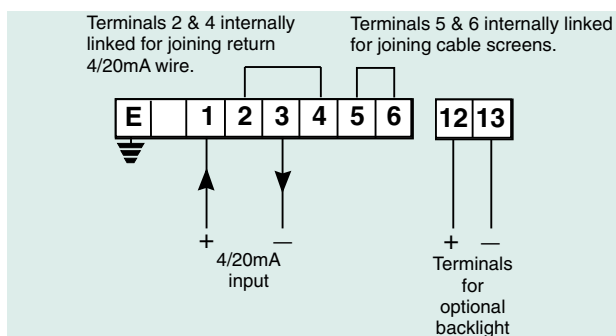 Terminals 2 & 4 internally
linked for joining return
4/20mA wire.
Terminals 5 & 6 internally linked
for joining cable screens.
E 1 2 3 4 5 6 12 13
+ —
4/20mA
input
+ —
Terminals
for
optional
backlight